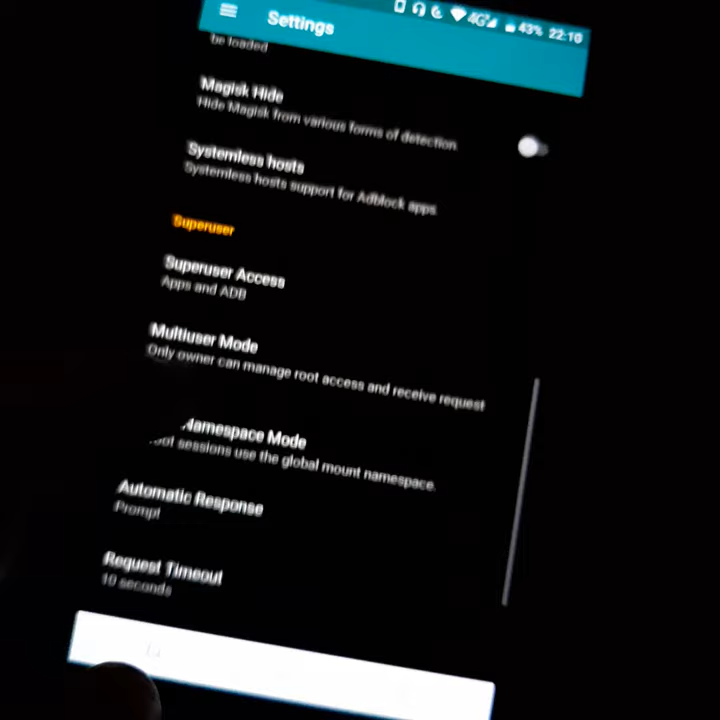 4G 43% 22:10
Settings
be loaded
Magisk Hide
Hide Magisk from various forms of detection
Systemless hosts
Systemless hosts support for Adblock apps
Superuser
Superuser Access
Apps and ADB
Multiuser Mode
Only owner can manage root access and receive request
Namespace Mode
sessions use the global mount namespace.
Automatic Response
Prompt
Request Timeout
10 seconds